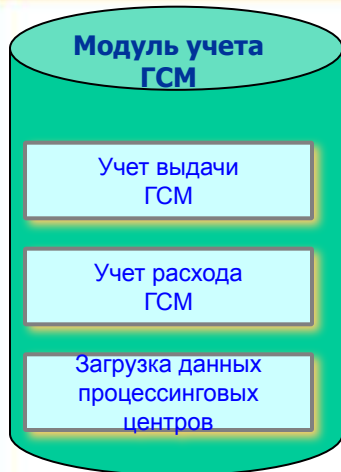 Модуль учета
ГСМ
Учет выдачи
ГСМ
Учет расхода
ГСМ
Загрузка данных
процессинговых
центров